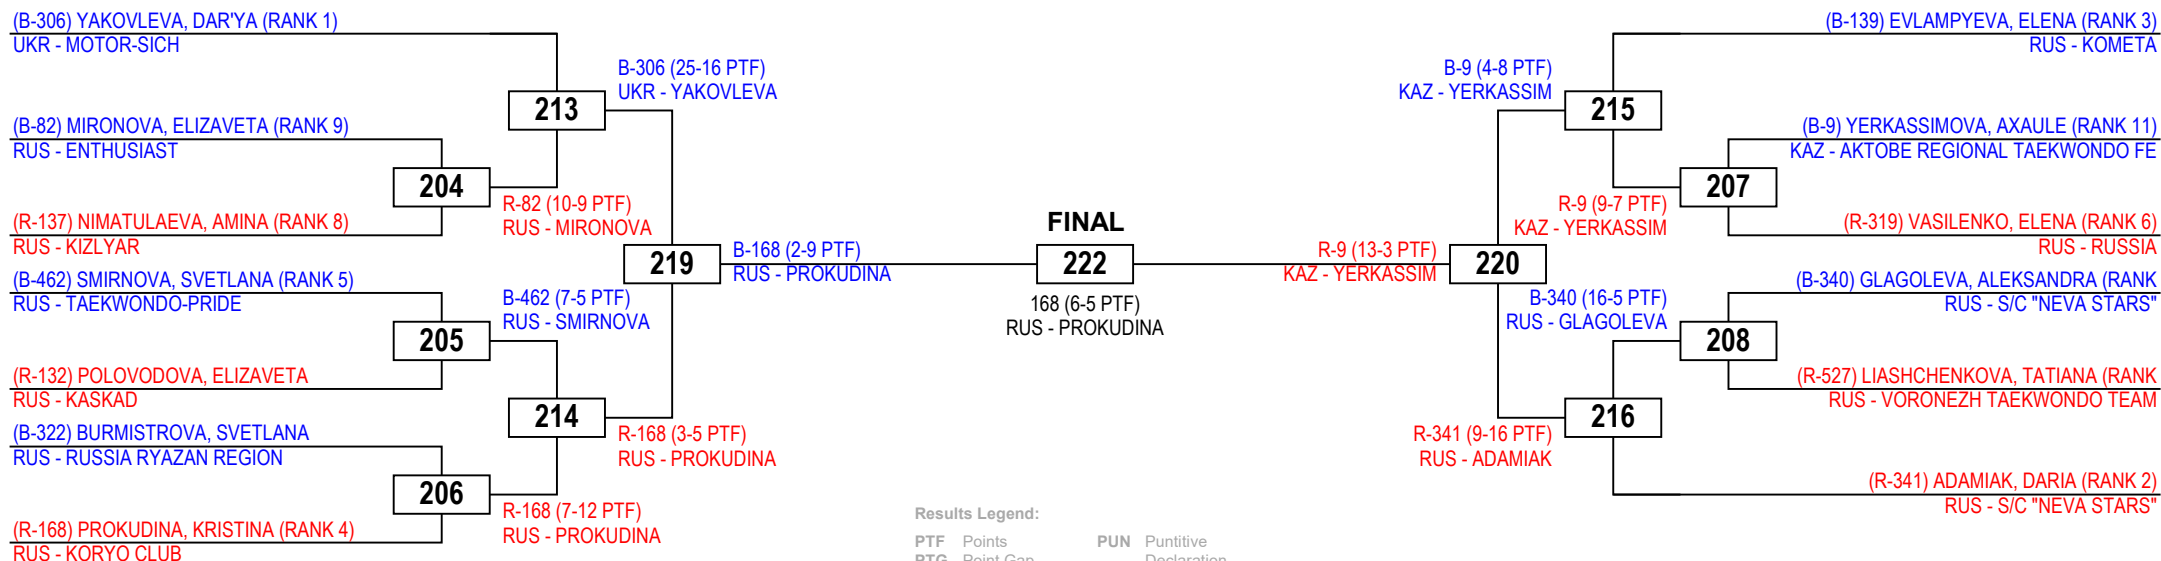 (B-306) YAKOVLEVA, DAR'YA (RANK 1)
UKR - MOTOR-SICH
B-306 (25-16 PTF)
UKR - YAKOVLEVA
213
(B-82) MIRONOVA, ELIZAVETA (RANK 9)
RUS - ENTHUSIAST
204
R-82 (10-9 PTF)
RUS - MIRONOVA
(R-137) NIMATULAEVA, AMINA (RANK 8)
RUS - KIZLYAR
219
B-168 (2-9 PTF)
RUS - PROKUDINA
(B-462) SMIRNOVA, SVETLANA (RANK 5)
RUS - TAEKWONDO-PRIDE
B-462 (7-5 PTF)
RUS - SMIRNOVA
205
(R-132) POLOVODOVA, ELIZAVETA
RUS - KASKAD
214
R-168 (3-5 PTF)
RUS - PROKUDINA
(B-322) BURMISTROVA, SVETLANA
RUS - RUSSIA RYAZAN REGION
206
R-168 (7-12 PTF)
RUS - PROKUDINA
(R-168) PROKUDINA, KRISTINA (RANK 4)
RUS - KORYO CLUB
FINAL
222
168 (6-5 PTF)
RUS - PROKUDINA
(B-139) EVLAMPYEVA, ELENA (RANK 3)
RUS - KOMETA
B-9 (4-8 PTF)
KAZ - YERKASSIM
215
(B-9) YERKASSIMOVA, AXAULE (RANK 11)
KAZ - AKTOBE REGIONAL TAEKWONDO FE
207
R-9 (9-7 PTF)
KAZ - YERKASSIM
(R-319) VASILENKO, ELENA (RANK 6)
RUS - RUSSIA
R-9 (13-3 PTF)
KAZ - YERKASSIM
220
(B-340) GLAGOLEVA, ALEKSANDRA (RANK
RUS - S/C "NEVA STARS"
B-340 (16-5 PTF)
RUS - GLAGOLEVA
208
(R-527) LIASHCHENKOVA, TATIANA (RANK
RUS - VORONEZH TAEKWONDO TEAM
216
R-341 (9-16 PTF)
RUS - ADAMIAK
(R-341) ADAMIAK, DARIA (RANK 2)
RUS - S/C "NEVA STARS"
Results Legend:
PTF Points PUN Puntitive
PTG Point Gap Declaration